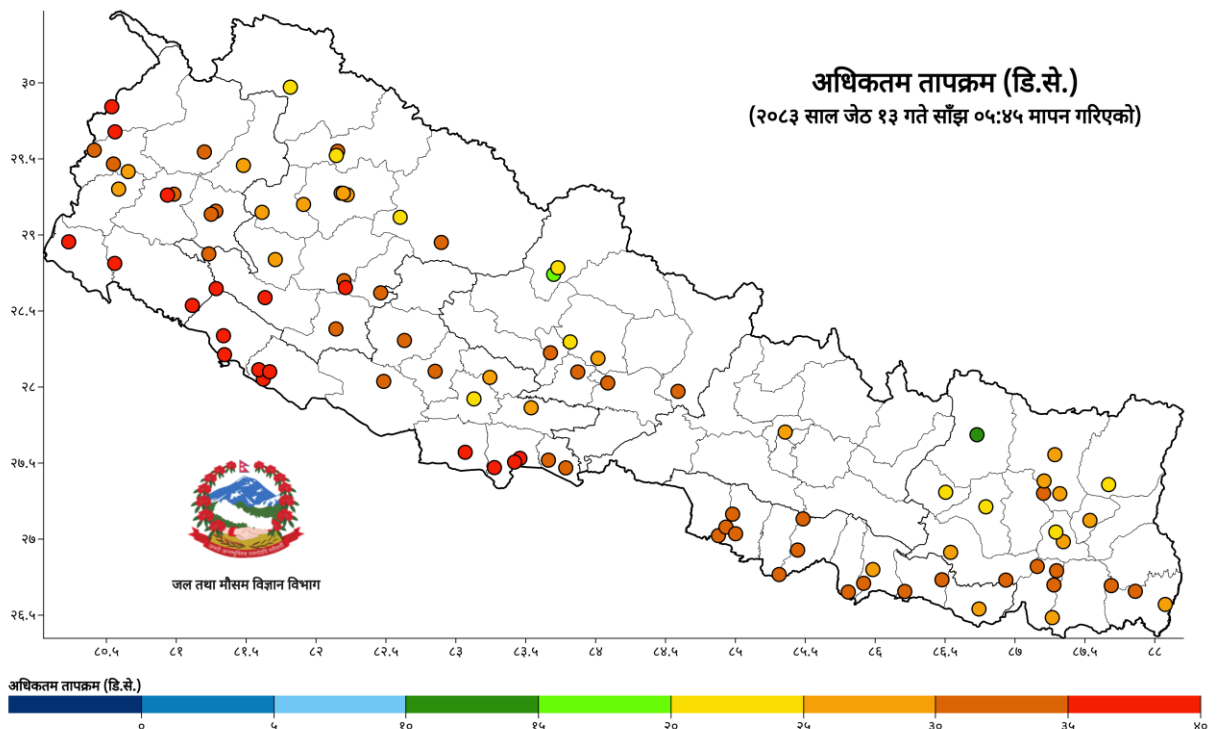 अधिकतम तापक्रम (डि.से.)
(२०८३ साल जेठ १३ गते साँझ ०५:४५ मापन गरिएको)
३०
२९.५
२९
२८.५
२८
२७.५
२७
२६.५
जल तथा मौसम विज्ञान विभाग
८०.५ ८१ ८१.५ ८२ ८२.५ ८३ ८३.५ ८४ ८४.५ ८५ ८५.५ ८६ ८६.५ ८७ ८७.५ ८८
अधिकतम तापक्रम (डि.से.)
० ५ १० १५ २० २५ ३० ३५ ४०